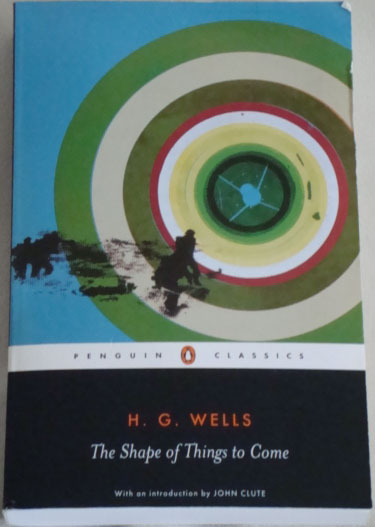 PENGUIN CLASSICS
H. G. WELLS
The Shape of Things to Come
With an introduction by JOHN CLUTE